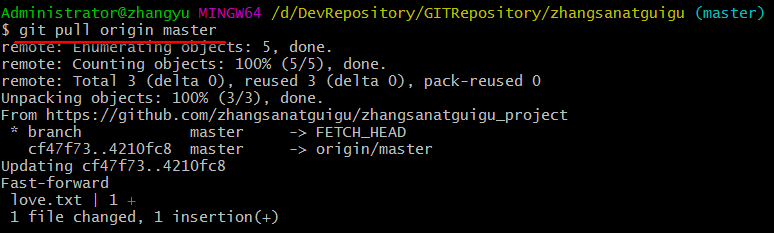 Administrator@zhangyu MINGW64 /d/DevRepository/GITRepository/zhangsanatguigu (master)
$ git pull origin master
remote: Enumerating objects: 5, done.
remote: Counting objects: 100% (5/5), done.
remote: Total 3 (delta 0), reused 3 (delta 0), pack-reused 0
Unpacking objects: 100% (3/3), done.
From https://github.com/zhangsanatguigu/zhangsanatguigu_project
 * branch            master     -> FETCH_HEAD
   cf47f73..4210fc8  master     -> origin/master
Updating cf47f73..4210fc8
Fast-forward
 love.txt | 1 +
 1 file changed, 1 insertion(+)